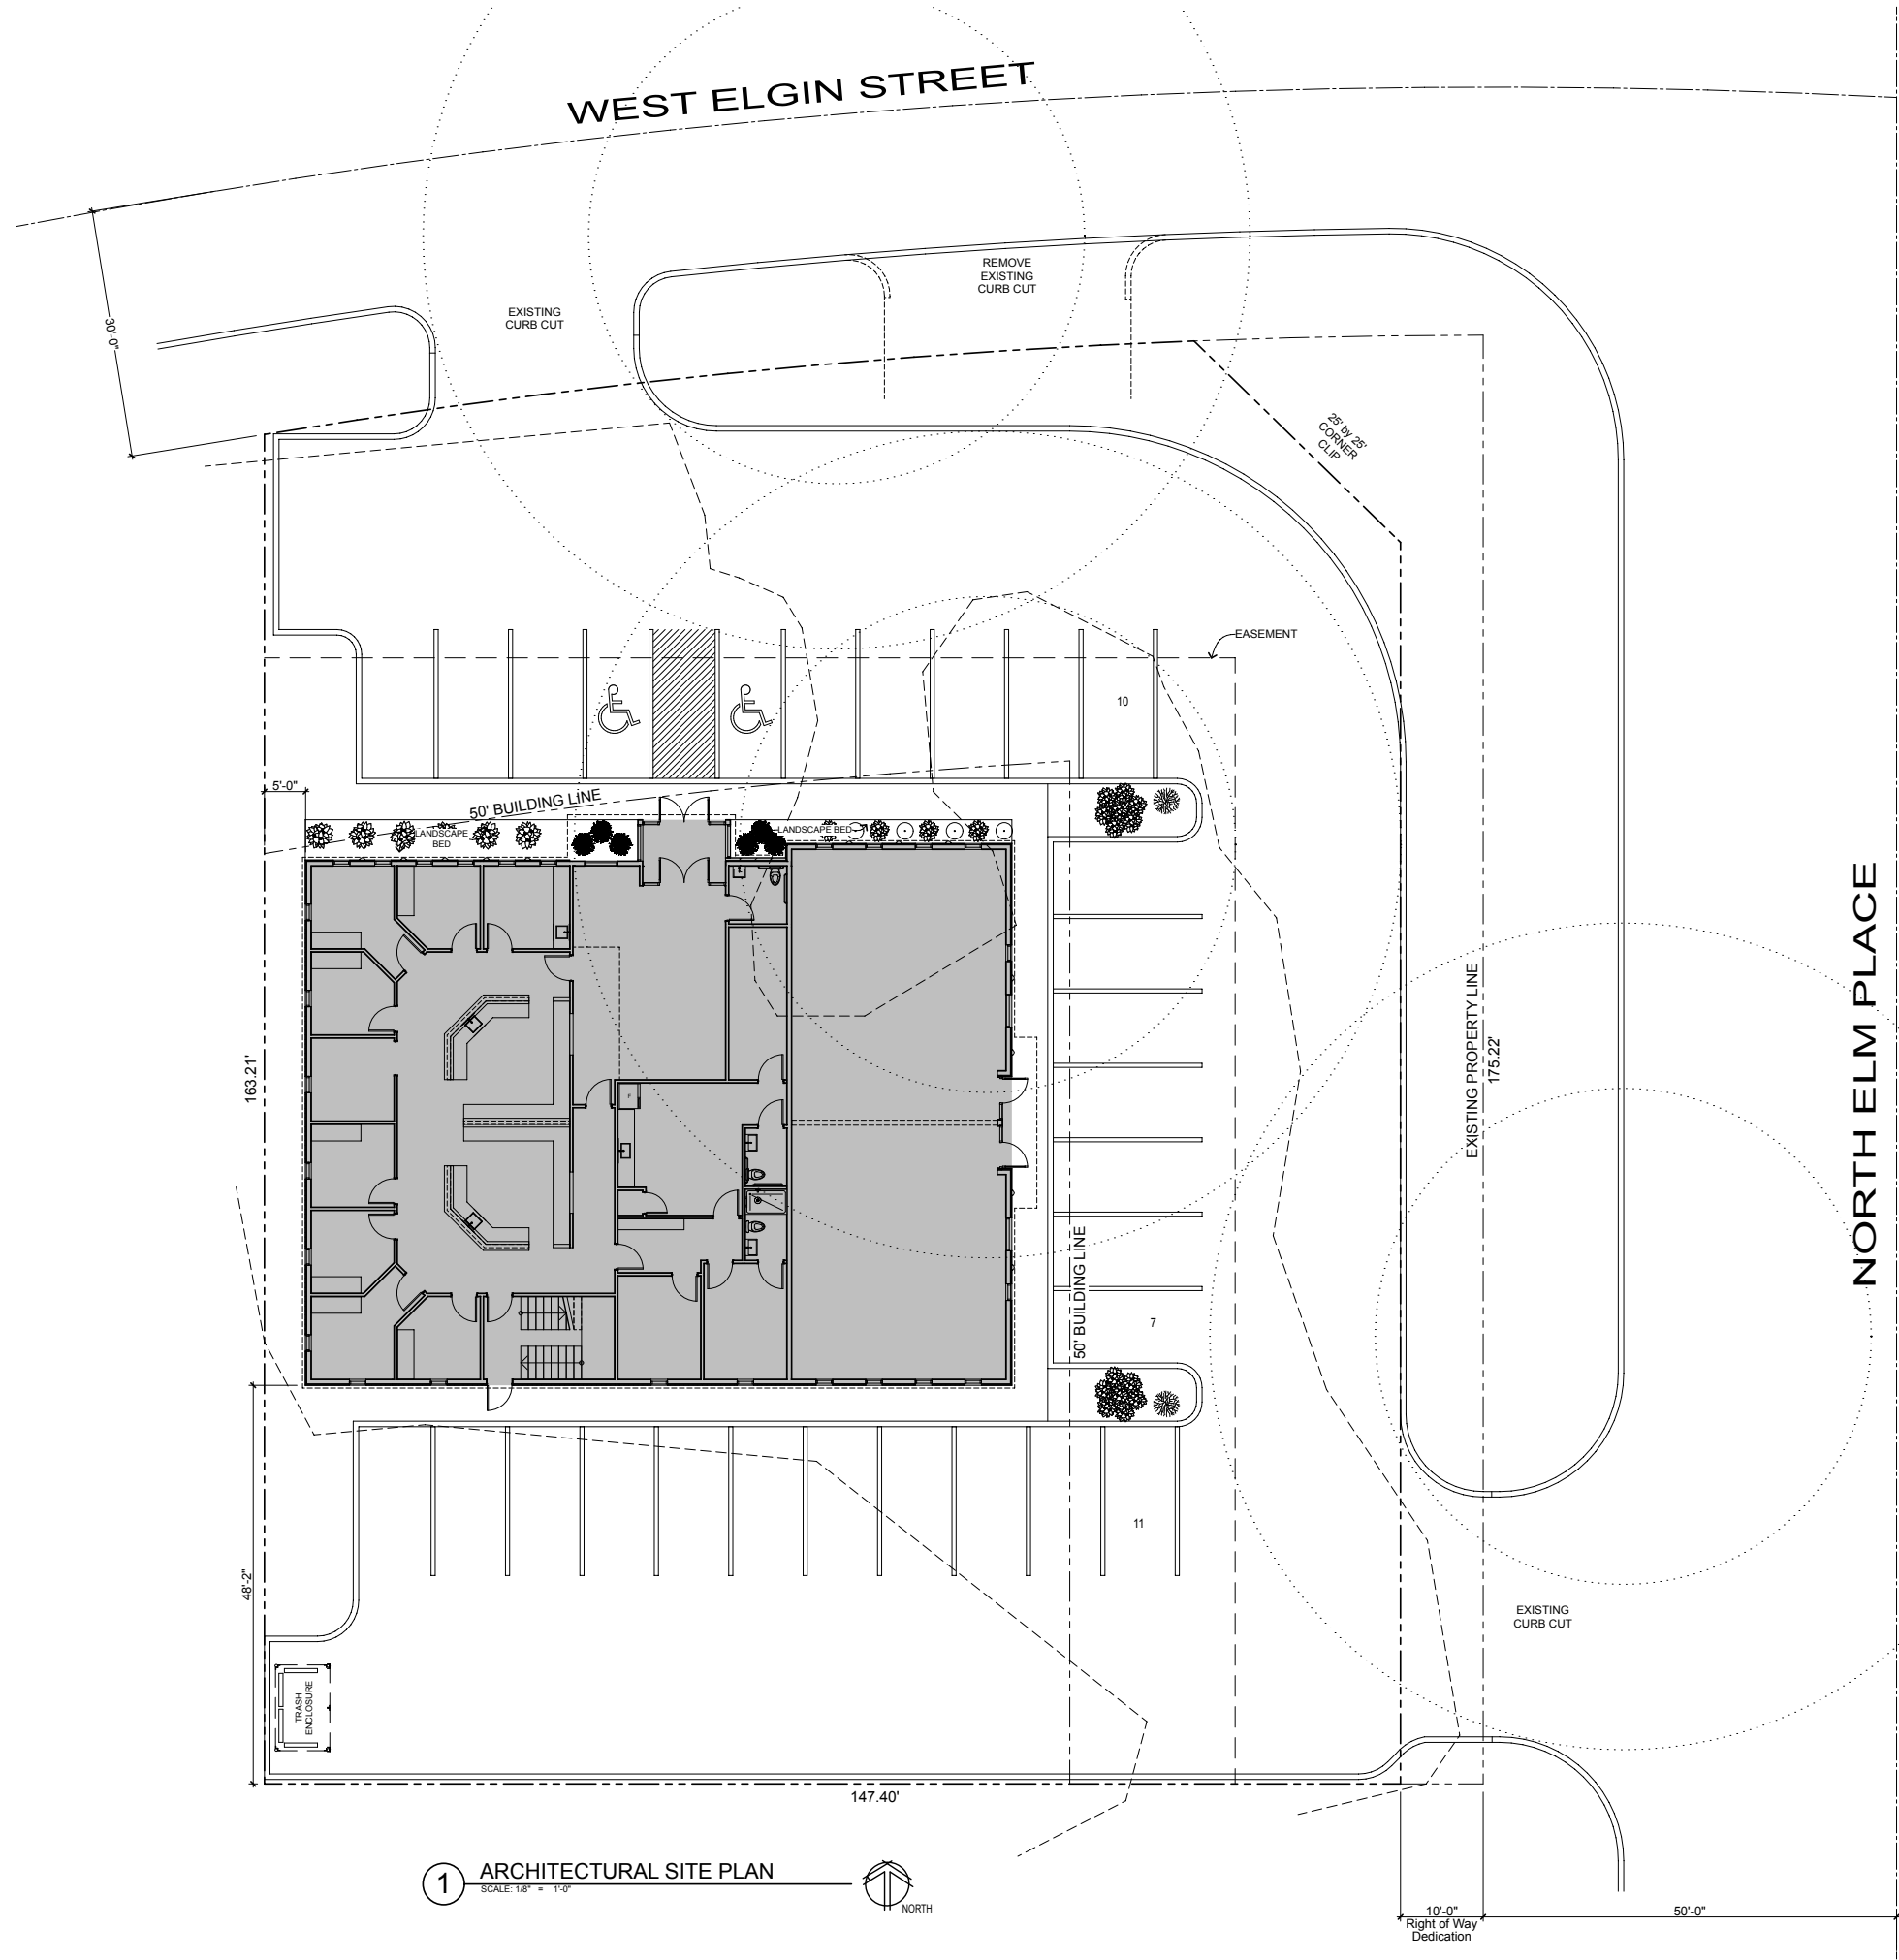 WEST ELGIN STREET
30'-0"
EXISTING
CURB CUT
REMOVE
EXISTING
CURB CUT
25' by 25'
CORNER
CLIP
EASEMENT
10
5'-0"
50' BUILDING LINE
LANDSCAPE
BED
LANDSCAPE BED
NORTH ELM PLACE
EXISTING PROPERTY LINE
175.22'
163.21'
F
50' BUILDING LINE
7
11
48'-2"
EXISTING
CURB CUT
TRASH
ENCLOSURE
147.40'
1
ARCHITECTURAL SITE PLAN
SCALE: 1/8" = 1'-0"
NORTH
10'-0"
Right of Way
Dedication
50'-0"